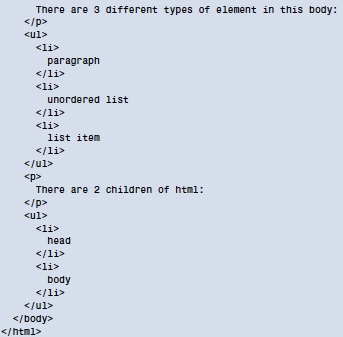 There are 3 different types of element in this body:
</p>
<ul>
<li>
paragraph
</li>
<li>
unordered list
</li>
<li>
list item
</li>
</ul>
<p>
There are 2 children of html:
</p>
<ul>
<li>
head
</li>
<li>
body
</li>
</ul>
</body>
</html>